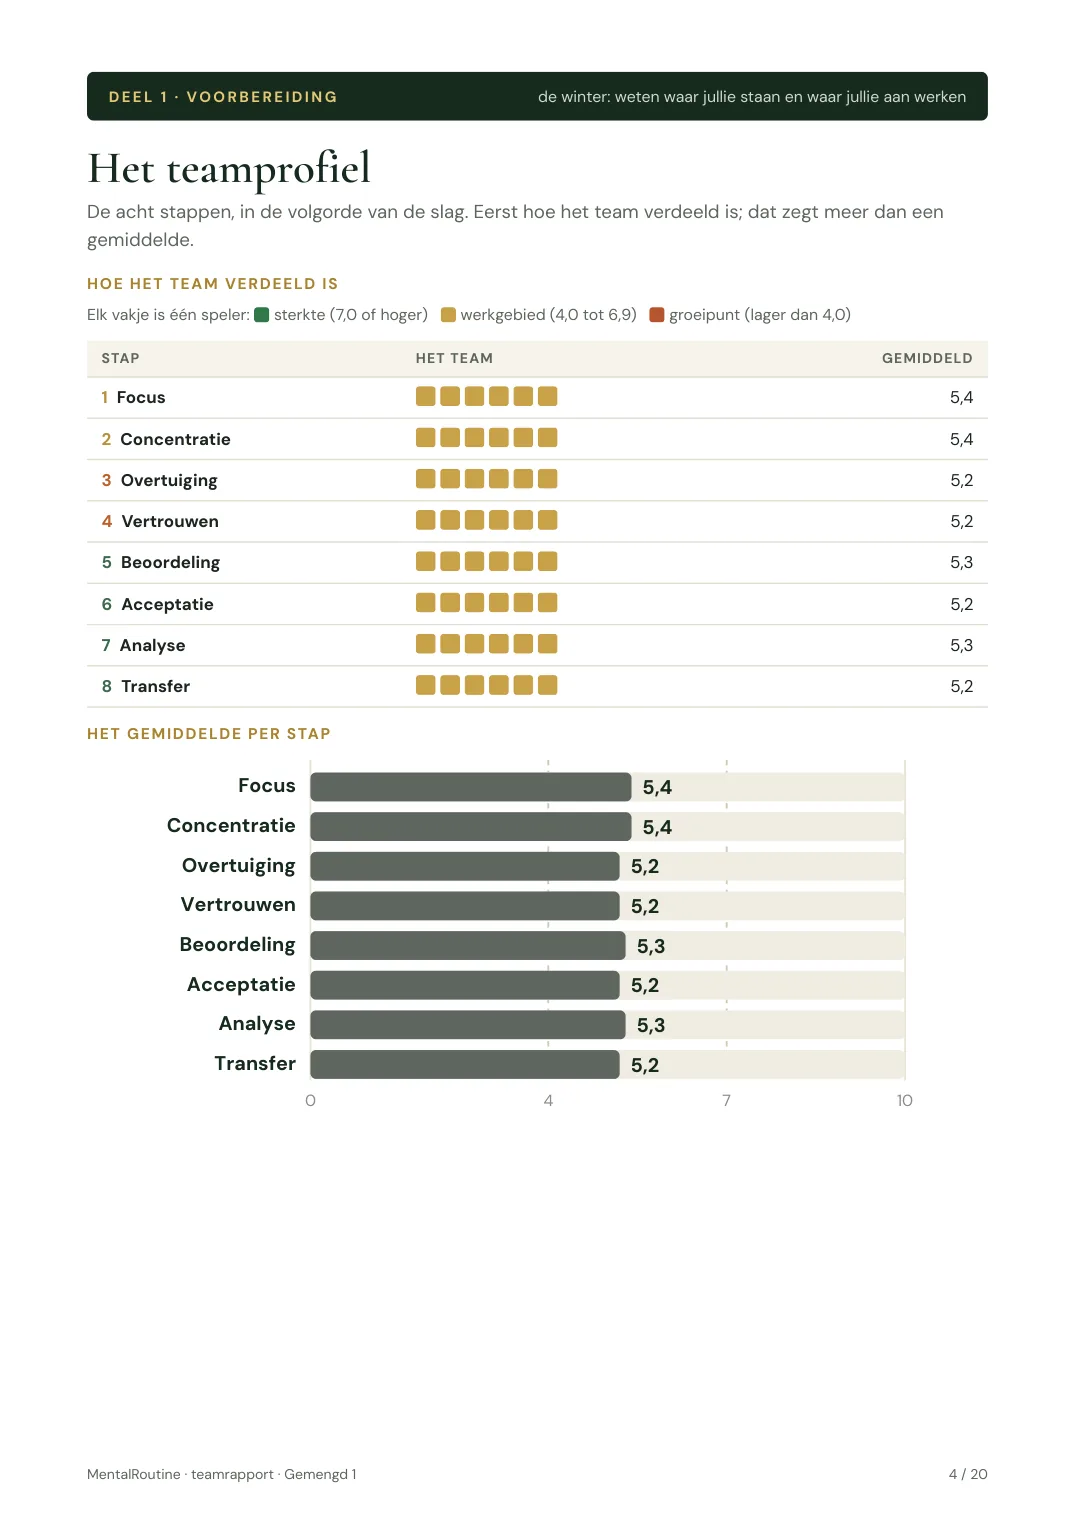 DEEL 1 · VOORBEREIDING
de winter: weten waar jullie staan en waar jullie aan werken
Het teamprofiel
De acht stappen, in de volgorde van de slag. Eerst hoe het team verdeeld is; dat zegt meer dan een
gemiddelde.
HOE HET TEAM VERDEELD IS
Elk vakje is één speler: sterkte (7,0 of hoger) werkgebied (4,0 tot 6,9) groeipunt (lager dan 4,0)
STAP HET TEAM GEMIDDELD
1 Focus 5,4
2 Concentratie 5,4
3 Overtuiging 5,2
4 Vertrouwen 5,2
5 Beoordeling 5,3
6 Acceptatie 5,2
7 Analyse 5,3
8 Transfer 5,2
HET GEMIDDELDE PER STAP
Focus 5,4
Concentratie 5,4
Overtuiging 5,2
Vertrouwen 5,2
Beoordeling 5,3
Acceptatie 5,2
Analyse 5,3
Transfer 5,2
0 4 7 10
MentalRoutine · teamrapport · Gemengd 1
4 / 20